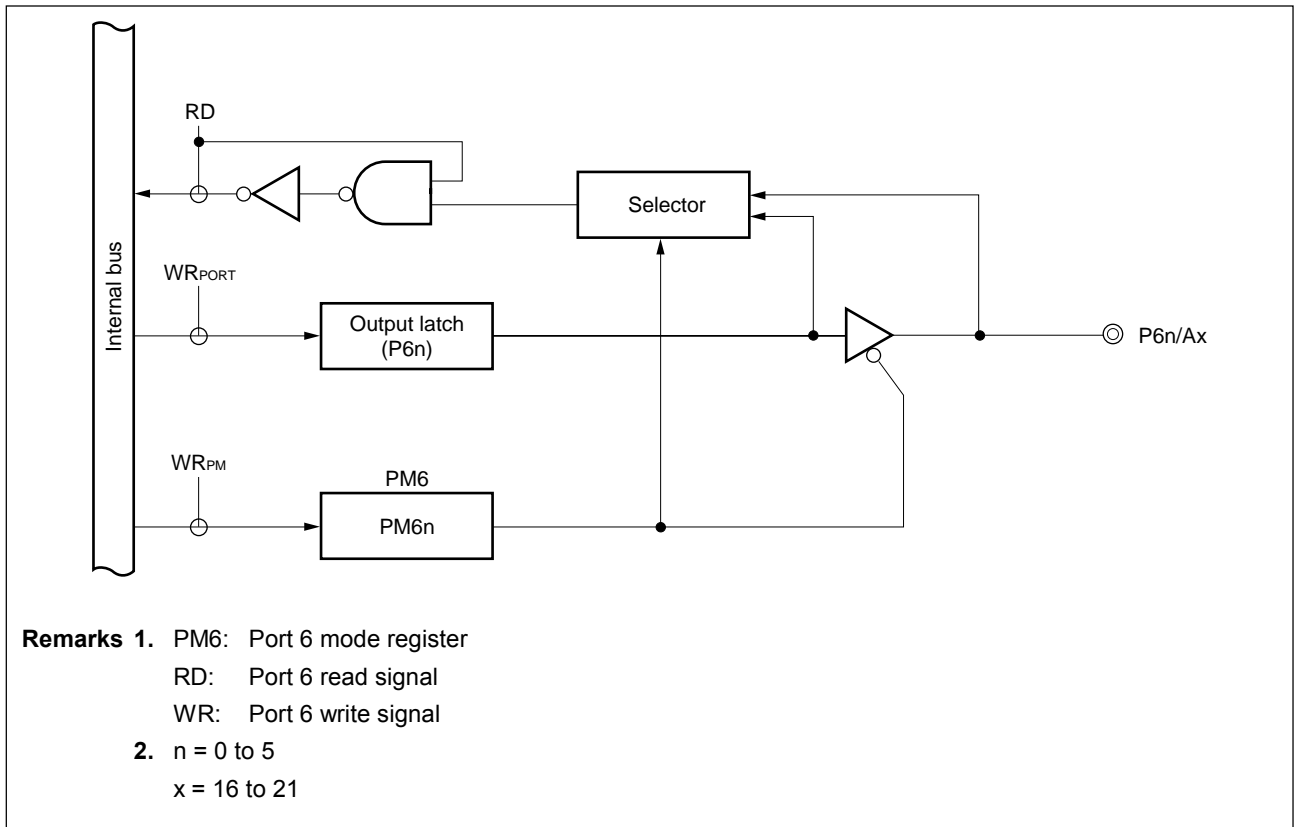 RD
Selector
Internal bus
WRPORT
Output latch
(P6n)
P6n/Ax
WRPM
PM6
PM6n
Remarks 1. PM6: Port 6 mode register
RD: Port 6 read signal
WR: Port 6 write signal
2. n = 0 to 5
x = 16 to 21